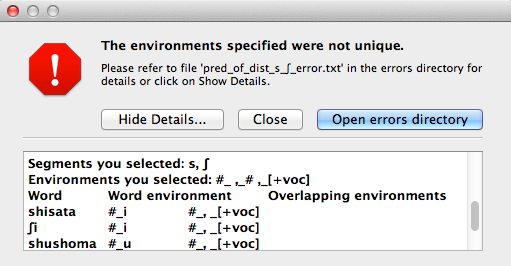 The environments specified were not unique.
Please refer to file 'pred_of_dist_s_ʃ_error.txt' in the errors directory for
details or click on Show Details.
Hide Details... Close Open errors directory
Segments you selected: s, ʃ
Environments you selected: #_ ,_# ,_[+voc]
Word Word environment Overlapping environments
shisata #_i #_, _[+voc]
ʃi #_i #_, _[+voc]
shushoma #_u #_, _[+voc]